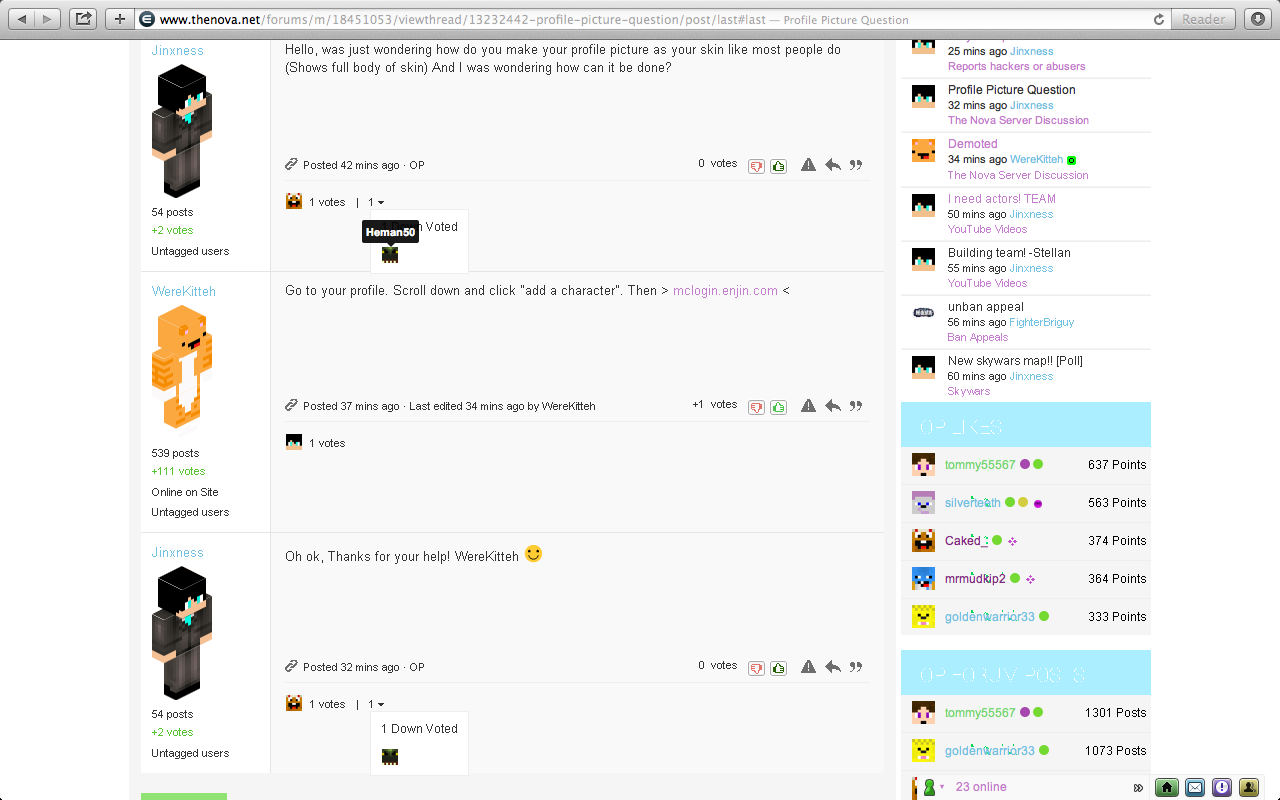 www.thenova.net/forums/m/18451053/viewthread/13232442-profile-picture-question/post/last#last — Profile Picture Question
Reader
Jinxness
54 posts
+2 votes
Untagged users
Hello, was just wondering how do you make your profile picture as your skin like most people do
(Shows full body of skin) And I was wondering how can it be done?
Posted 42 mins ago · OP
0 votes
1 votes | 1
Down Voted
Heman50
WereKitteh
539 posts
+111 votes
Online on Site
Untagged users
Go to your profile. Scroll down and click "add a character". Then > mclogin.enjin.com <
Posted 37 mins ago · Last edited 34 mins ago by WereKitteh
+1 votes
1 votes
Jinxness
54 posts
+2 votes
Untagged users
Oh ok, Thanks for your help! WereKitteh
Posted 32 mins ago · OP
0 votes
1 votes | 1
1 Down Voted
25 mins ago Jinxness
Reports hackers or abusers
Profile Picture Question
32 mins ago Jinxness
The Nova Server Discussion
Demoted
34 mins ago WereKitteh
The Nova Server Discussion
I need actors! TEAM
50 mins ago Jinxness
YouTube Videos
Building team! -Stellan
55 mins ago Jinxness
YouTube Videos
unban appeal
56 mins ago FighterBriguy
Ban Appeals
New skywars map!! [Poll]
60 mins ago Jinxness
Skywars
OP LIKES
tommy55567 637 Points
silverteath 563 Points
Caked_ 374 Points
mrmudkip2 364 Points
goldenwarrior33 333 Points
OP FORUM POSTS
tommy55567 1301 Posts
goldenwarrior33 1073 Posts
23 online